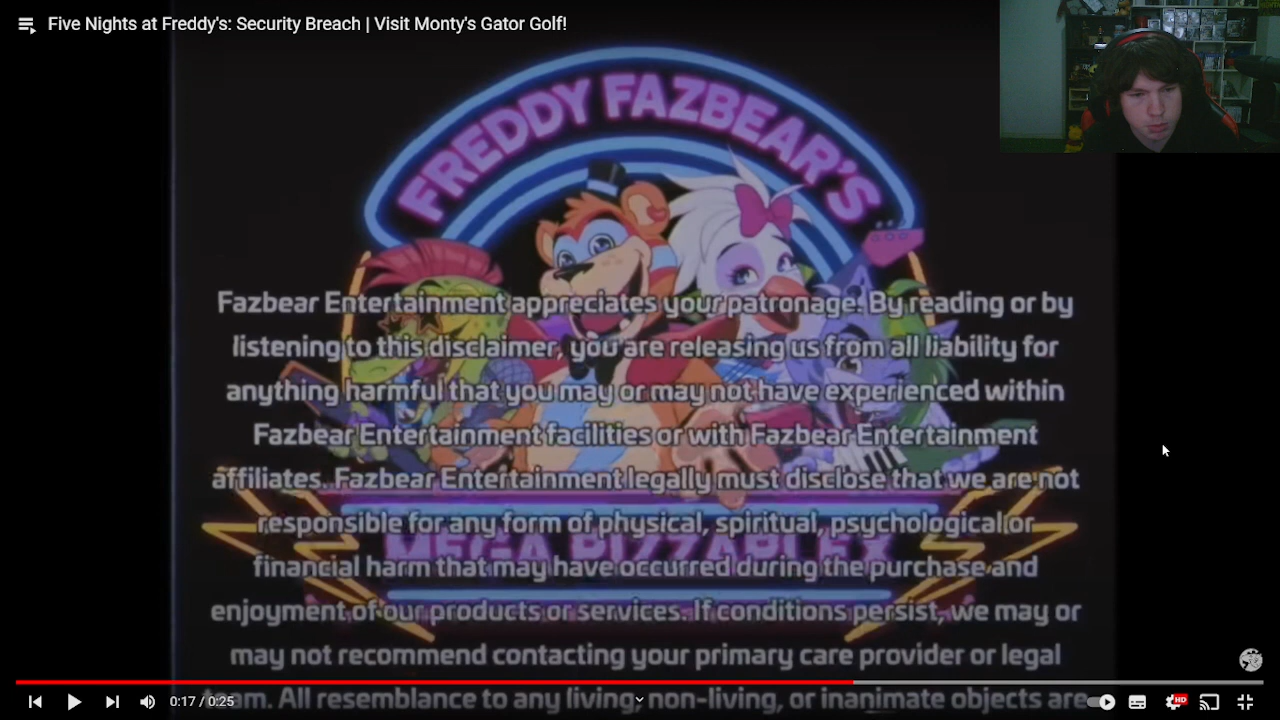 Five Nights at Freddy's: Security Breach | Visit Monty's Gator Golf!
FREDDY FAZBEAR'S
Fazbear Entertainment appreciates your patronage. By reading or by
listening to this disclaimer, you are releasing us from all liability for
anything harmful that you may or may not have experienced within
Fazbear Entertainment facilities or with Fazbear Entertainment
affiliates. Fazbear Entertainment legally must disclose that we are not
responsible for any form of physical, spiritual, psychological or
MEGA PIZZAPLEX
financial harm that may have occurred during the purchase and
enjoyment of our products or services. If conditions persist, we may or
may not recommend contacting your primary care provider or legal
All resemblance to any living, non-living, or inanimate objects are
0:17 / 0:25
HD